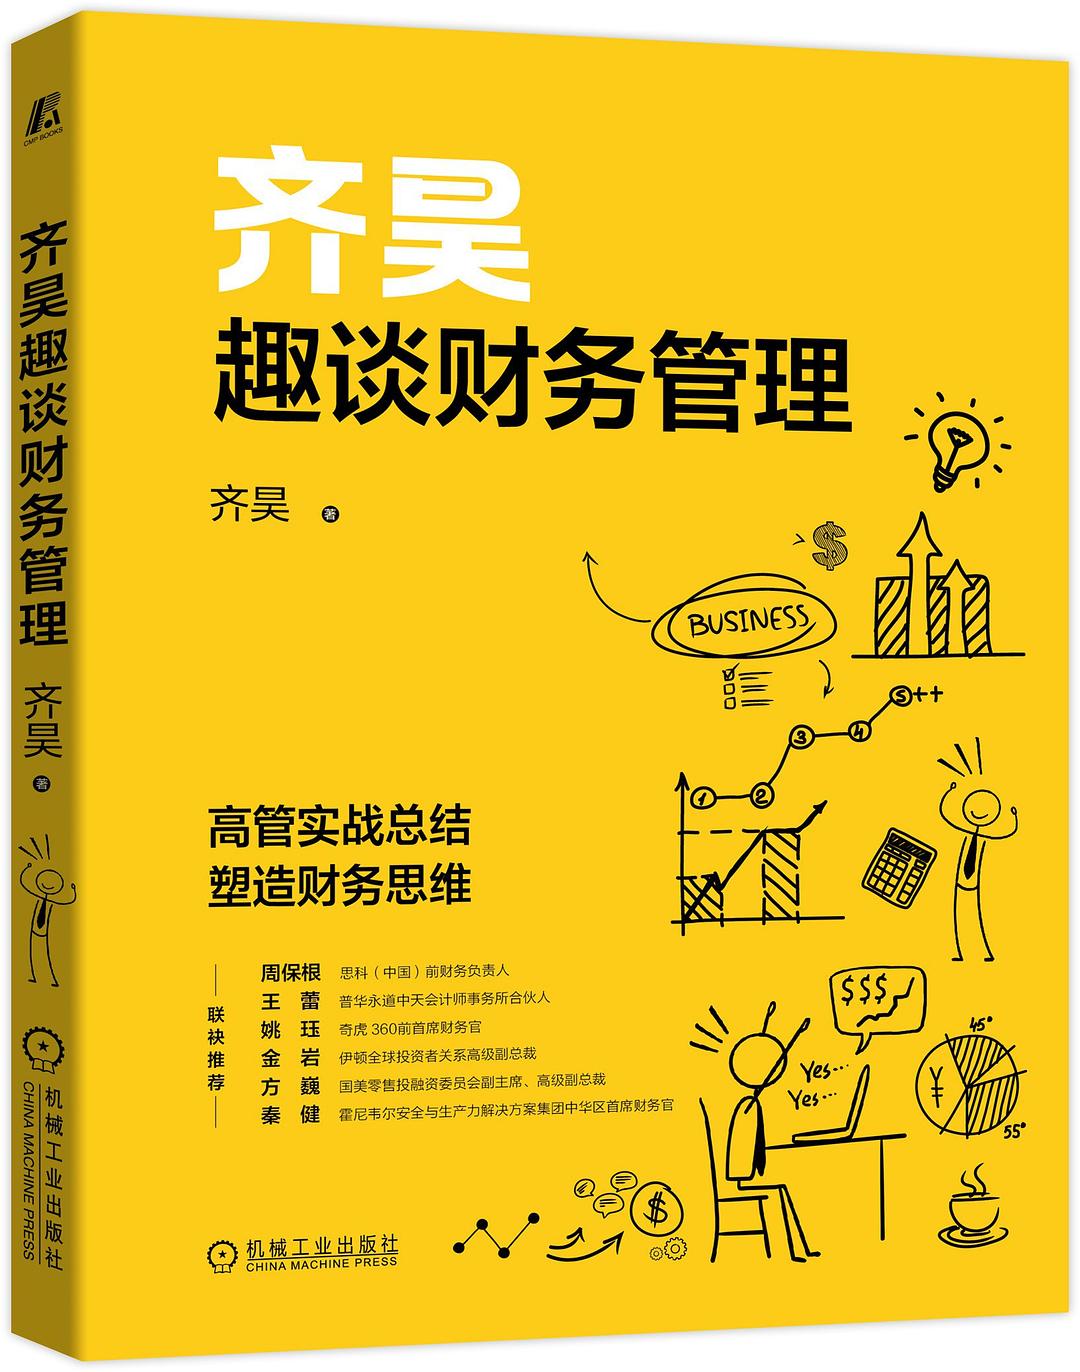 CMP BOOKS
齐昊趣谈财务管理
齐昊 著
机械工业出版社
CHINA MACHINE PRESS
齐昊
趣谈财务管理
齐昊 著
$
BUSINESS
1 2 3 4 5++
高管实战总结
塑造财务思维
联袂推荐
周保根 思科（中国）前财务负责人
王 蕾 普华永道中天会计师事务所合伙人
姚 珏 奇虎 360前首席财务官
金 岩 伊顿全球投资者关系高级副总裁
方 巍 国美零售投融资委员会副主席、高级副总裁
秦 健 霍尼韦尔安全与生产力解决方案集团中华区首席财务官
$$$
Yes...
Yes...
45°
¥
55°
$
机械工业出版社
CHINA MACHINE PRESS